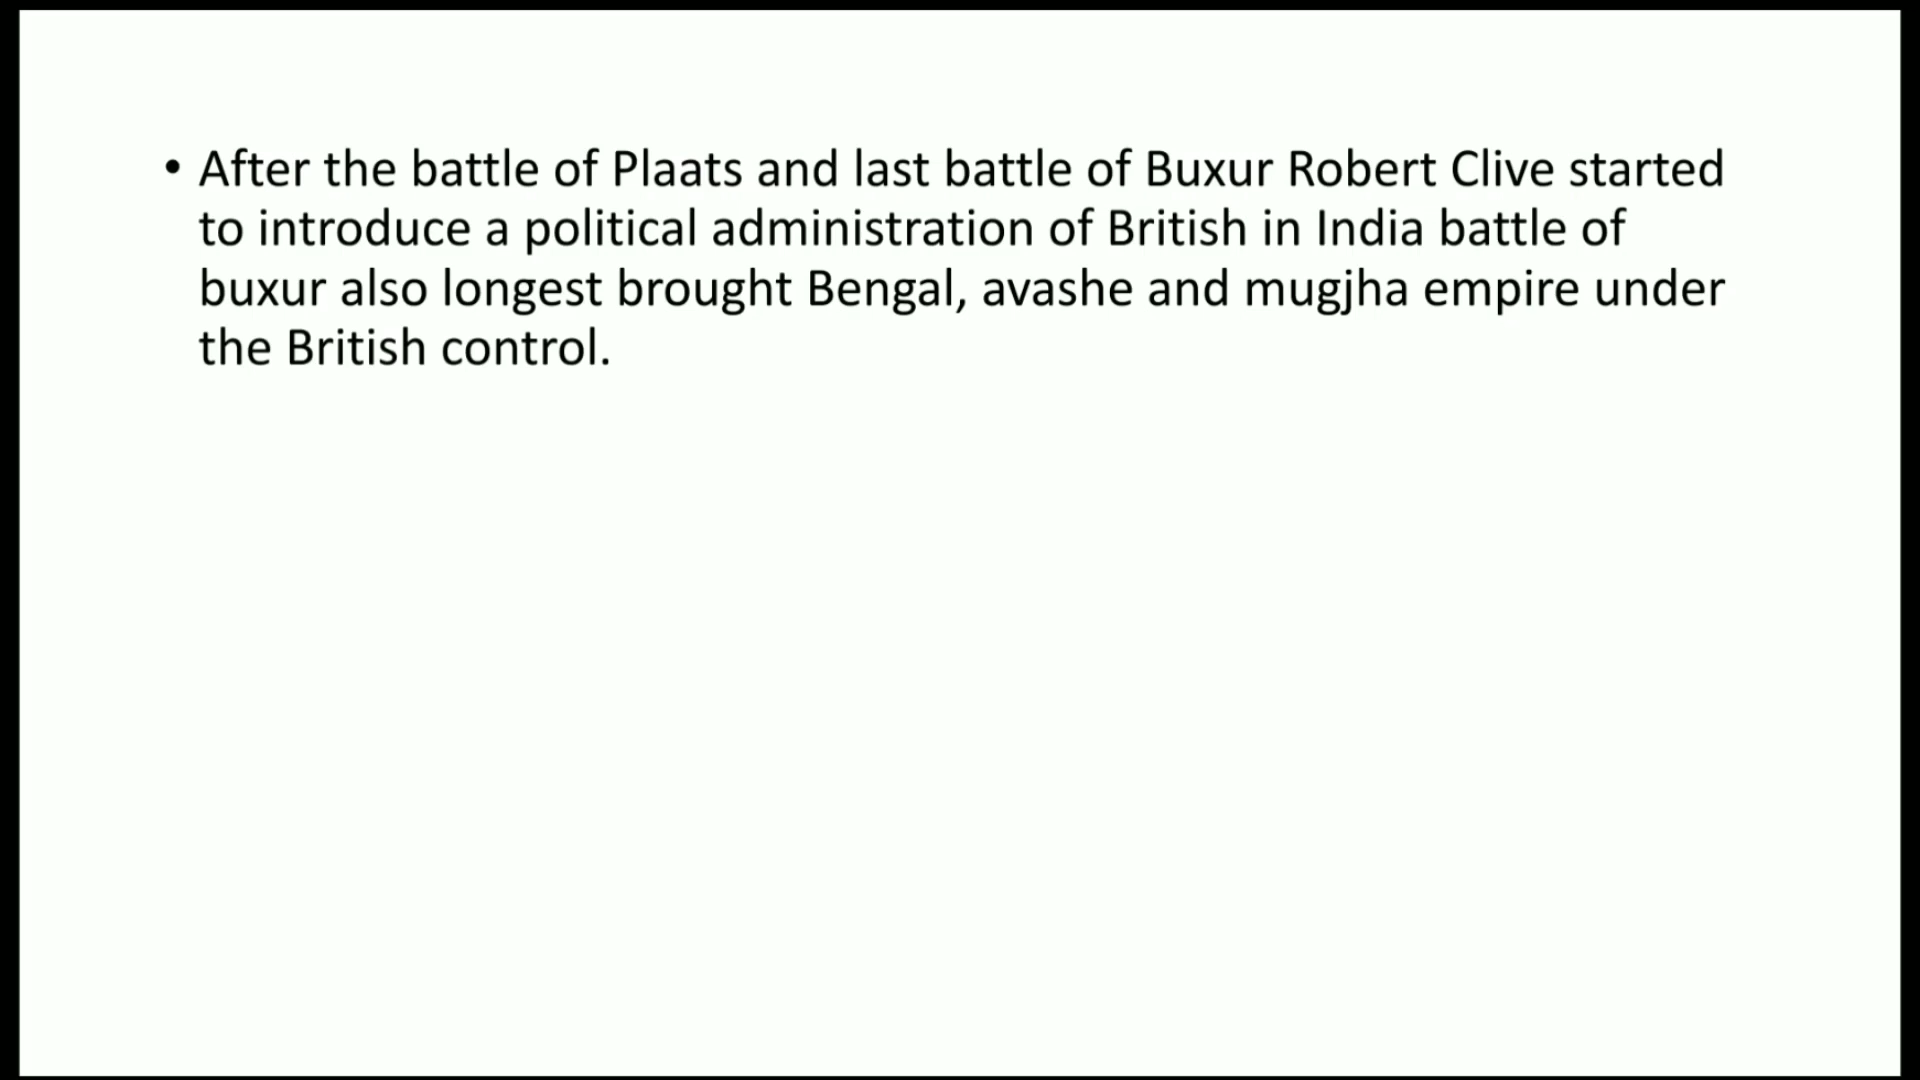 • After the battle of Plaats and last battle of Buxur Robert Clive started
to introduce a political administration of British in India battle of
buxur also longest brought Bengal, avashe and mugjha empire under
the British control.